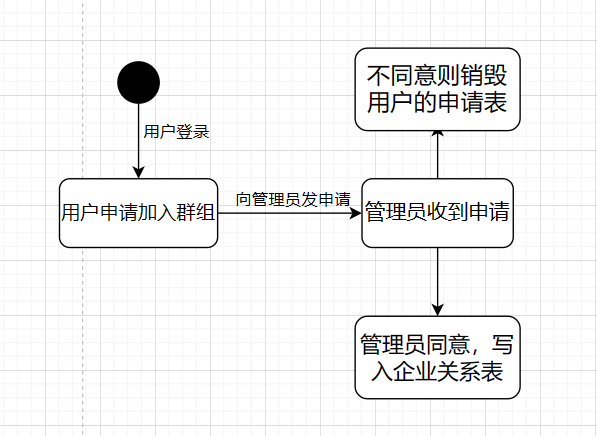 不同意则销毁
用户的申请表
用户登录
用户申请加入群组
向管理员发申请
管理员收到申请
管理员同意，写
入企业关系表